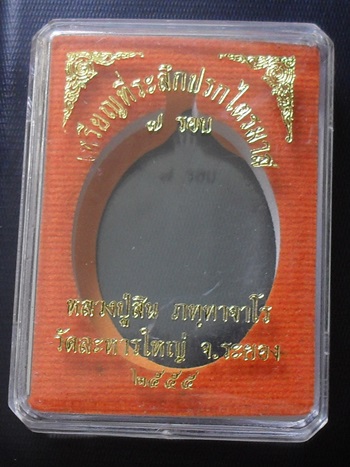 เหรียญที่ระลึกปรกไตรมาส
๗ รอบ
หลวงปู่สิน ภทฺทาจาโร
วัดละหารใหญ่ จ.ระยอง
๒๕๕๕